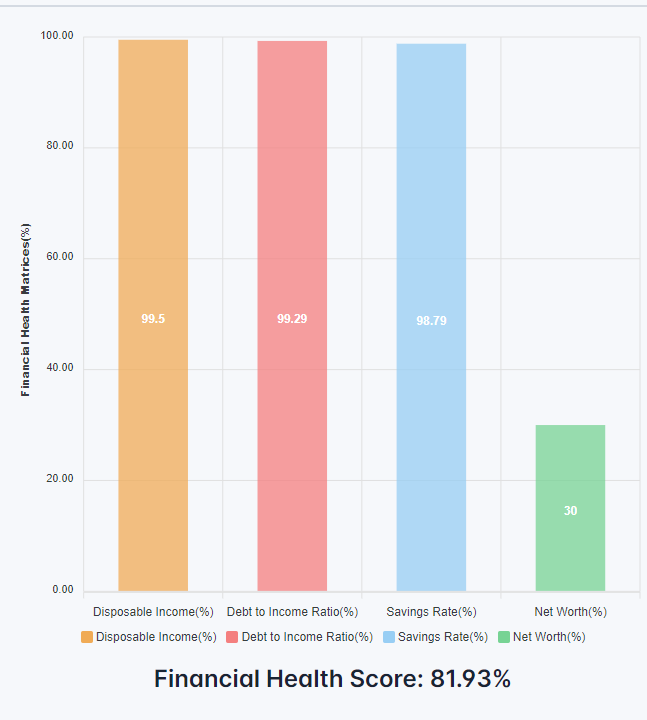 100.00
80.00
60.00
40.00
20.00
0.00
Financial Health Matrices(%)
99.5
99.29
98.79
30
Disposable Income(%) Debt to Income Ratio(%) Savings Rate(%) Net Worth(%)
Disposable Income(%) Debt to Income Ratio(%) Savings Rate(%) Net Worth(%)
Financial Health Score: 81.93%